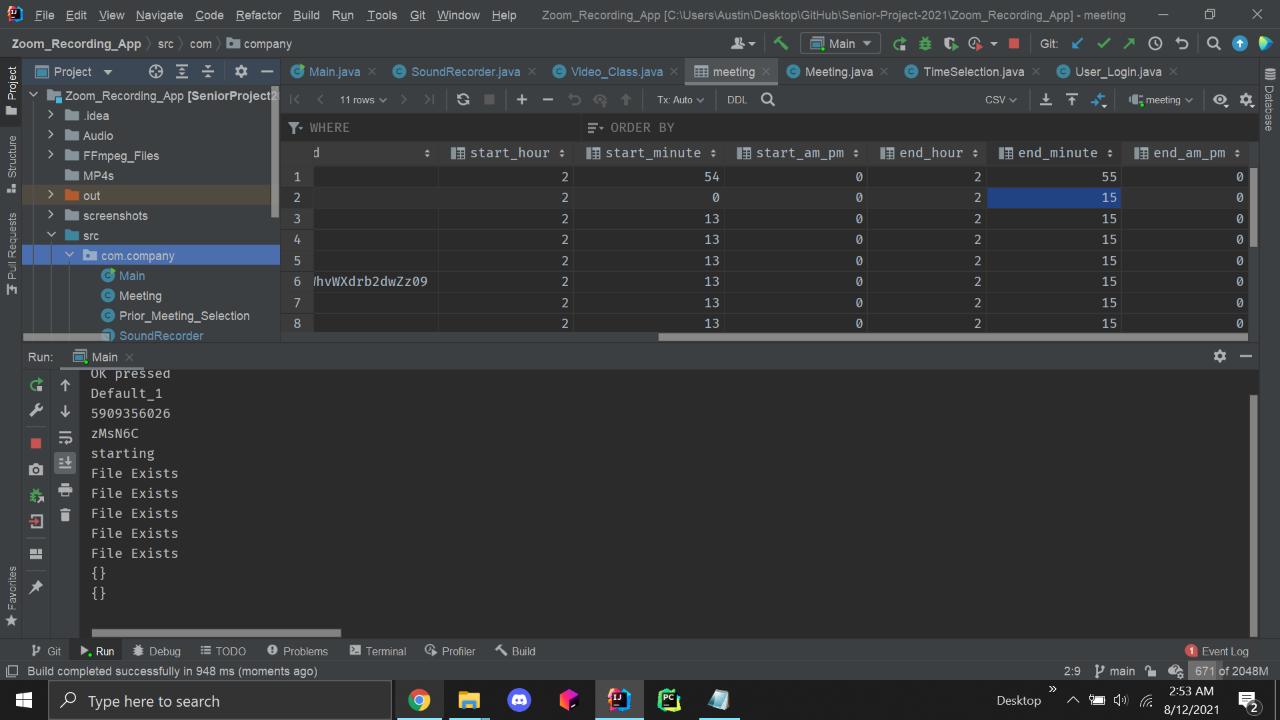 File Edit View Navigate Code Refactor Build Run Tools Git Window Help Zoom_Recording_App [C:\Users\Austin\Desktop\GitHub\Senior-Project-2021\Zoom_Recording_App] - meeting
Zoom_Recording_App src com company Main Git:
Project Main.java SoundRecorder.java Video_Class.java meeting Meeting.java TimeSelection.java User_Login.java
11 rows Tx: Auto DDL CSV meeting
WHERE ORDER BY
d start_hour start_minute start_am_pm end_hour end_minute end_am_pm
1 2 54 0 2 55 0
2 2 0 0 2 15 0
3 2 13 0 2 15 0
4 2 13 0 2 15 0
5 2 13 0 2 15 0
6 WhvWXdrb2dwZz09 2 13 0 2 15 0
7 2 13 0 2 15 0
8 2 13 0 2 15 0
Zoom_Recording_App [SeniorProject2
.idea
Audio
FFmpeg_Files
MP4s
out
screenshots
src
com.company
Main
Meeting
Prior_Meeting_Selection
SoundRecorder
Project
Structure
Pull Requests
Favorites
Database
Run: Main
OK pressed
Default_1
5909356026
zMsN6C
starting
File Exists
File Exists
File Exists
File Exists
File Exists
{}
{}
Git Run Debug TODO Problems Terminal Profiler Build 1 Event Log
Build completed successfully in 948 ms (moments ago) 2:9 main 671 of 2048M
Type here to search Desktop 2:53 AM
8/12/2021 2